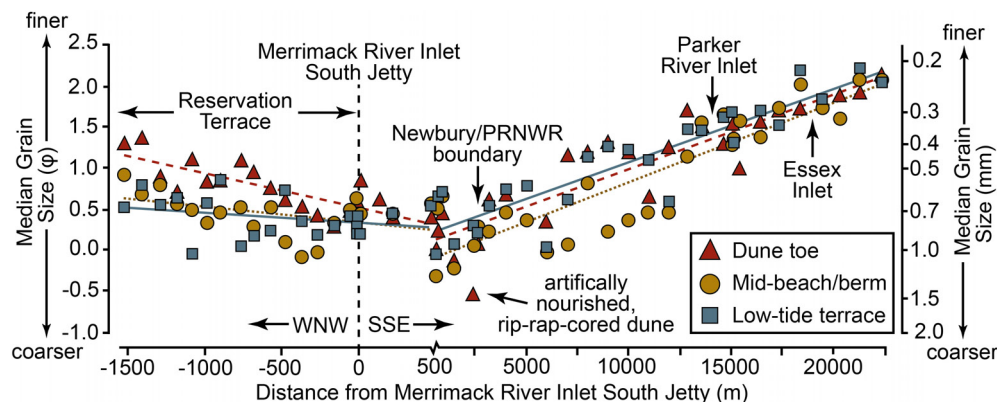 finer
2.5
2.0
1.5
1.0
0.5
0.0
-0.5
-1.0
coarser
Median Grain
Size (φ)
Merrimack River Inlet
South Jetty
Reservation
Terrace
Newbury/PRNWR
boundary
Parker
River Inlet
Essex
Inlet
artificially
nourished,
rip-rap-cored dune
WNW
SSE
Dune toe
Mid-beach/berm
Low-tide terrace
finer
0.2
0.3
0.4
0.5
0.7
1.0
1.5
2.0
coarser
Median Grain
Size (mm)
-1500
-1000
-500
0
500
5000
10000
15000
20000
Distance from Merrimack River Inlet South Jetty (m)